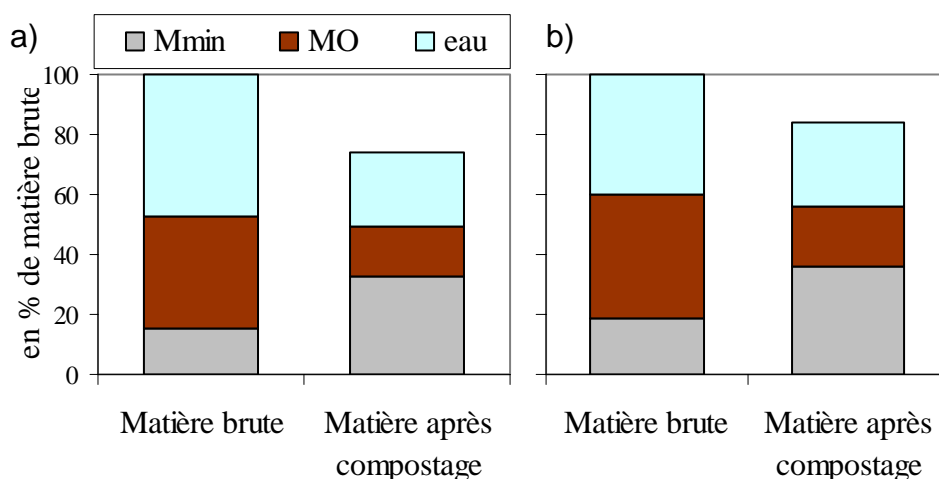 a)
Mmin MO eau
b)
en % de matière brute
100
80
60
40
20
0
Matière brute
Matière après
compostage
Matière brute
Matière après
compostage